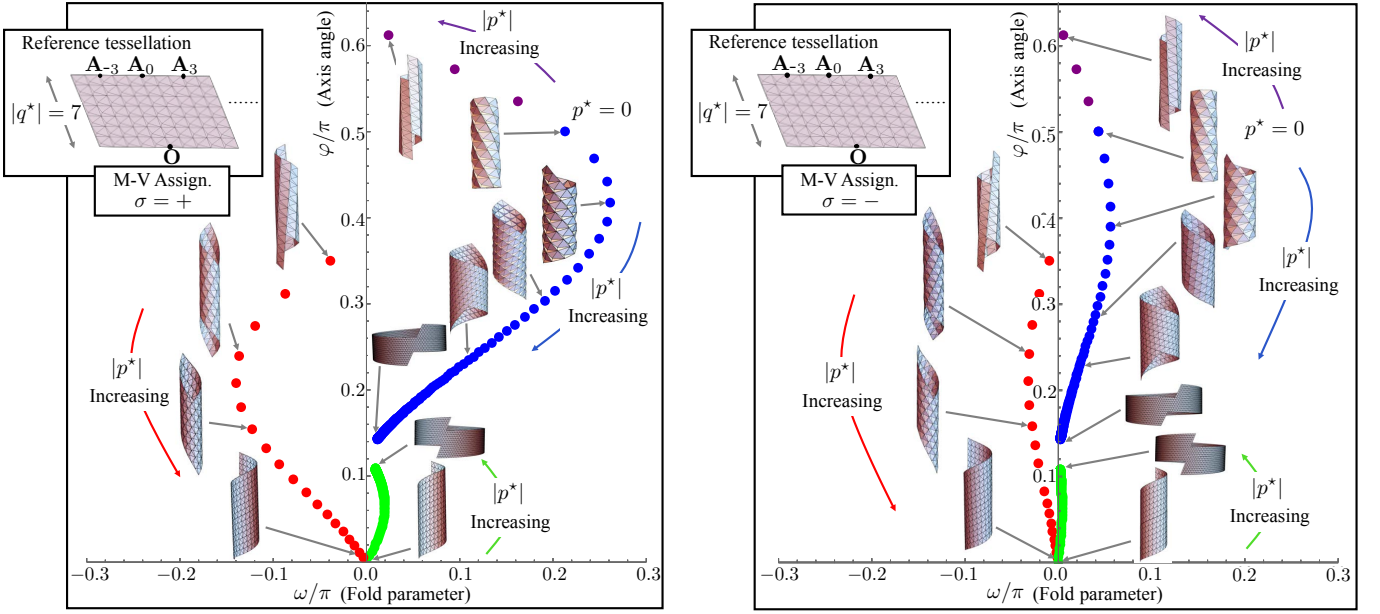 Reference tessellation
A₋₃ A₀ A₃
|q⋆| = 7
O
M-V Assign.
σ = +
|p⋆|
Increasing
p⋆ = 0
|p⋆|
Increasing
|p⋆|
Increasing
|p⋆|
Increasing
φ/π (Axis angle)
0.6
0.5
0.4
0.3
0.2
0.1
−0.3 −0.2 −0.1 0.0 0.1 0.2 0.3
ω/π (Fold parameter)
Reference tessellation
A₋₃ A₀ A₃
|q⋆| = 7
O
M-V Assign.
σ = −
|p⋆|
Increasing
p⋆ = 0
|p⋆|
Increasing
|p⋆|
Increasing
|p⋆|
Increasing
φ/π (Axis angle)
0.6
0.5
0.4
0.3
0.2
0.1
−0.3 −0.2 −0.1 0.0 0.1 0.2 0.3
ω/π (Fold parameter)